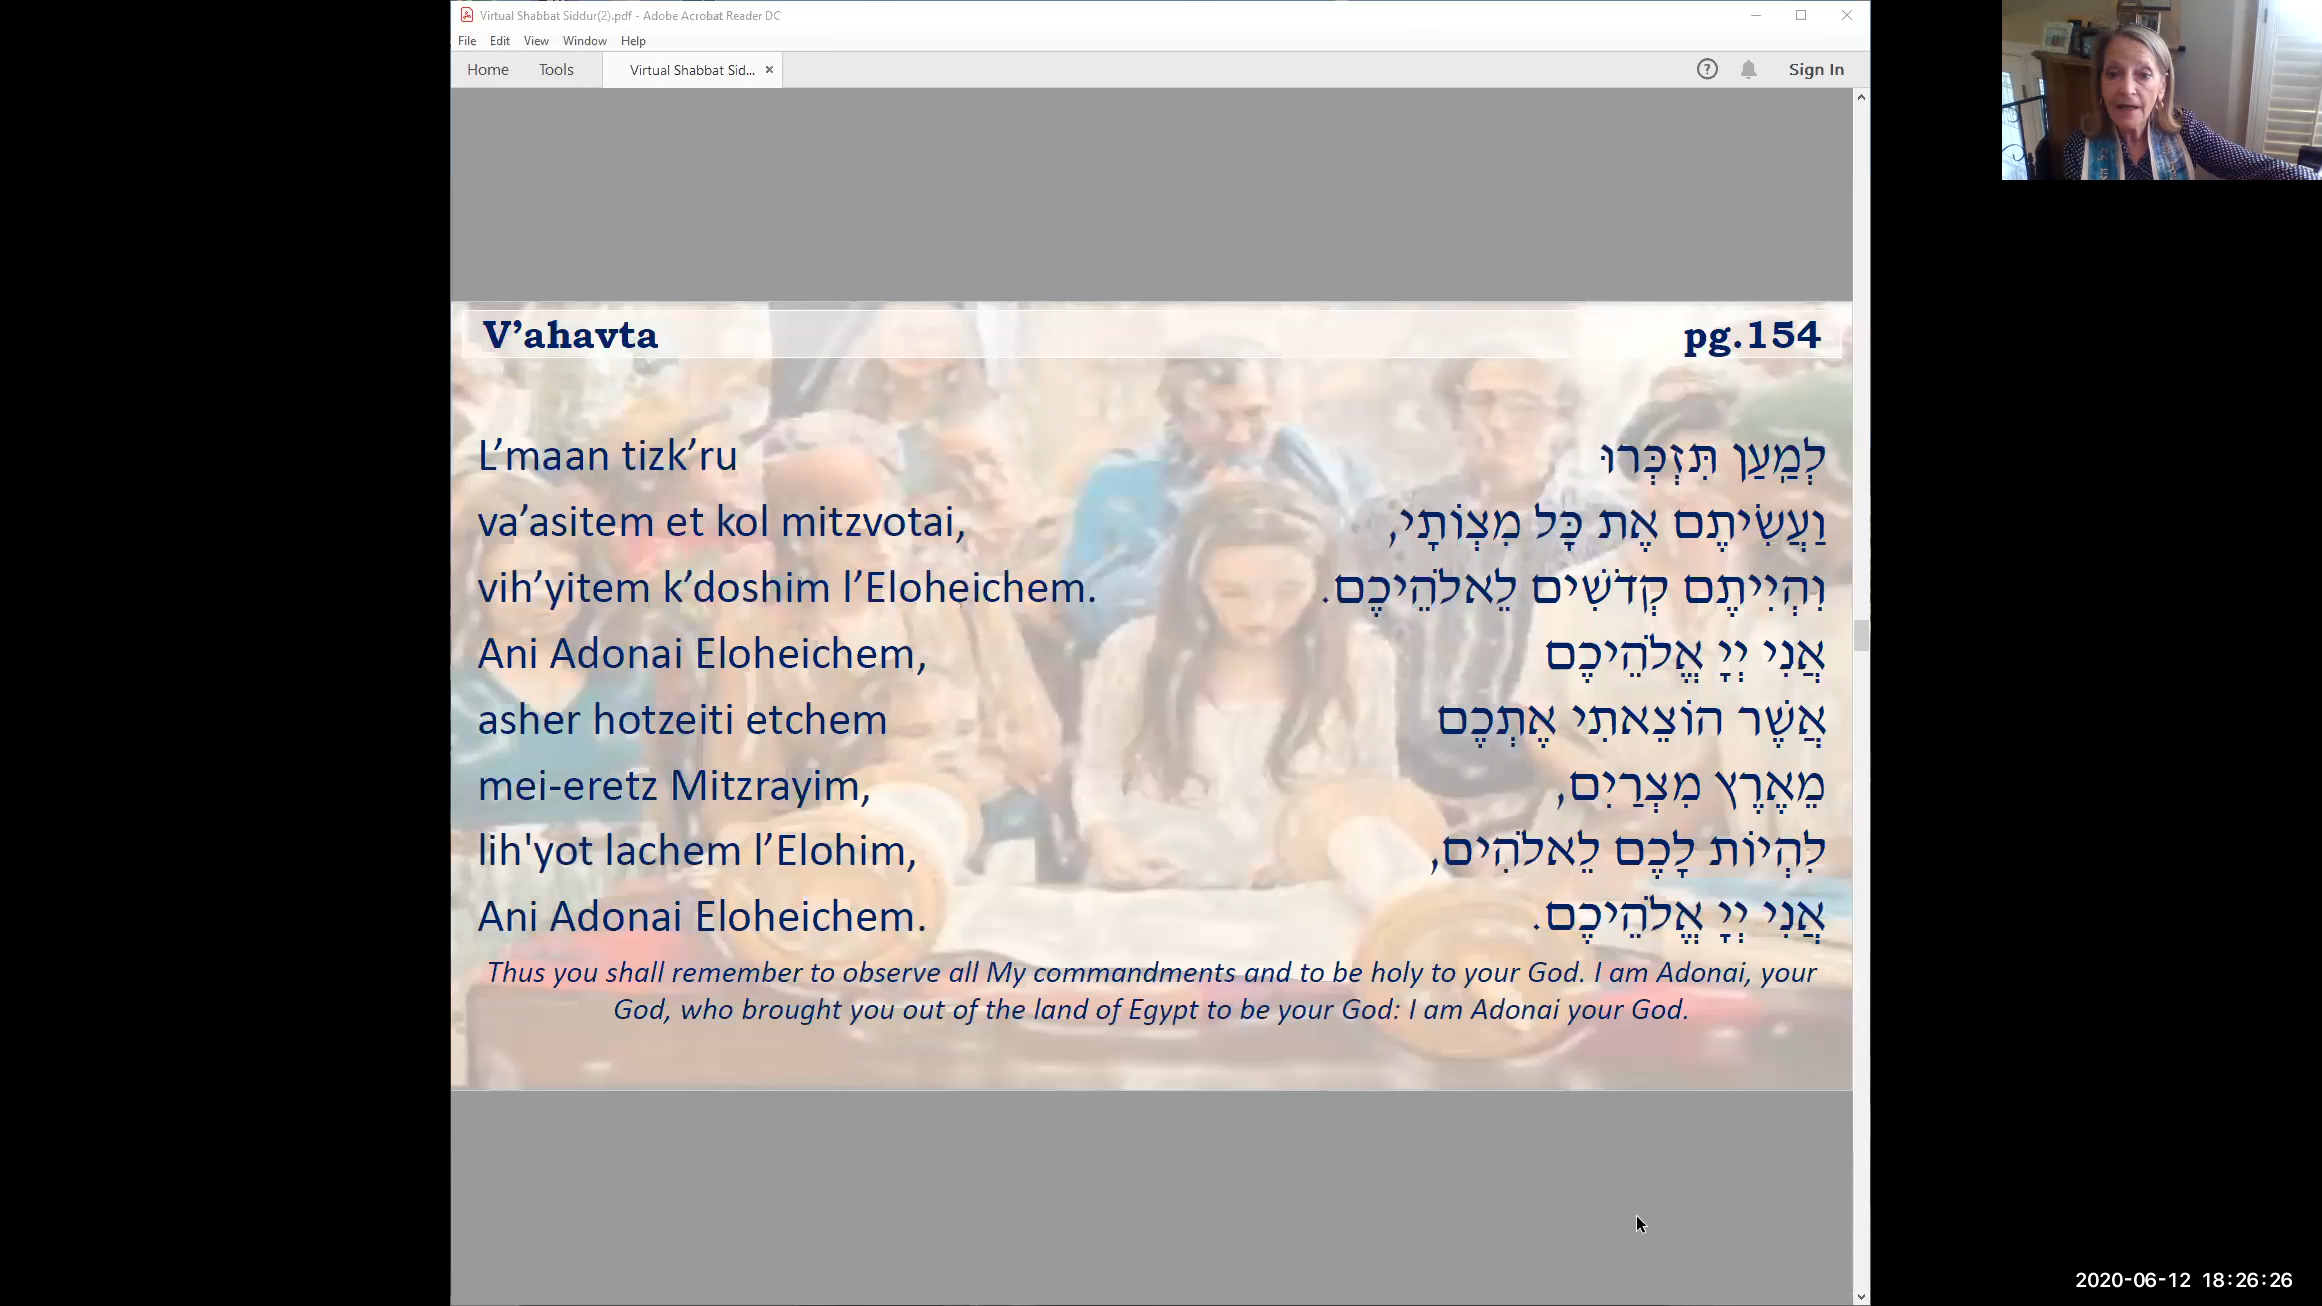 Virtual Shabbat Siddur(2).pdf - Adobe Acrobat Reader DC
File Edit View Window Help
Home Tools Virtual Shabbat Sid... × Sign In
V’ahavta pg.154
L’maan tizk’ru
va’asitem et kol mitzvotai,
vih’yitem k’doshim l’Eloheichem.
Ani Adonai Eloheichem,
asher hotzeiti etchem
mei-eretz Mitzrayim,
lih'yot lachem l’Elohim,
Ani Adonai Eloheichem.
לְמַֽעַן תִּזְכְּרוּ
וַעֲשִׂיתֶם אֶת כָּל מִצְוֹתָי,
וִהְיִיתֶם קְדֹשִׁים לֵאלֹהֵיכֶם.
אֲנִי יְיָ אֱלֹהֵיכֶם
אֲשֶׁר הוֹצֵאתִי אֶתְכֶם
מֵאֶרֶץ מִצְרַיִם,
לִהְיוֹת לָכֶם לֵאלֹהִים,
אֲנִי יְיָ אֱלֹהֵיכֶם.
Thus you shall remember to observe all My commandments and to be holy to your God. I am Adonai, your
God, who brought you out of the land of Egypt to be your God: I am Adonai your God.
2020-06-12 18:26:26